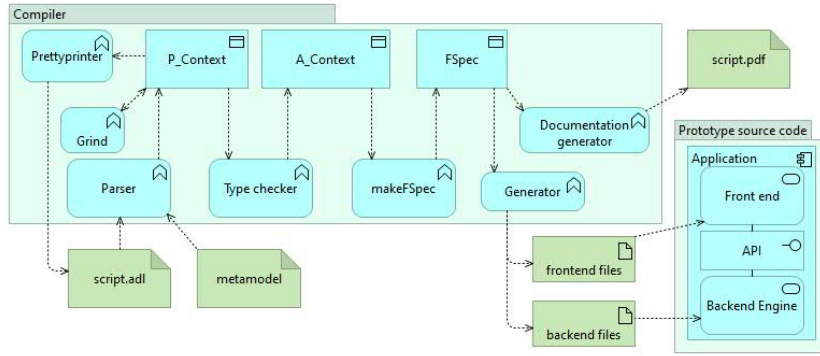 Compiler
Prettyprinter
P_Context
A_Context
FSpec
script.pdf
Grind
Documentation
generator
Prototype source code
Parser
Type checker
makeFSpec
Generator
Application
Front end
API
Backend Engine
script.adl
metamodel
frontend files
backend files